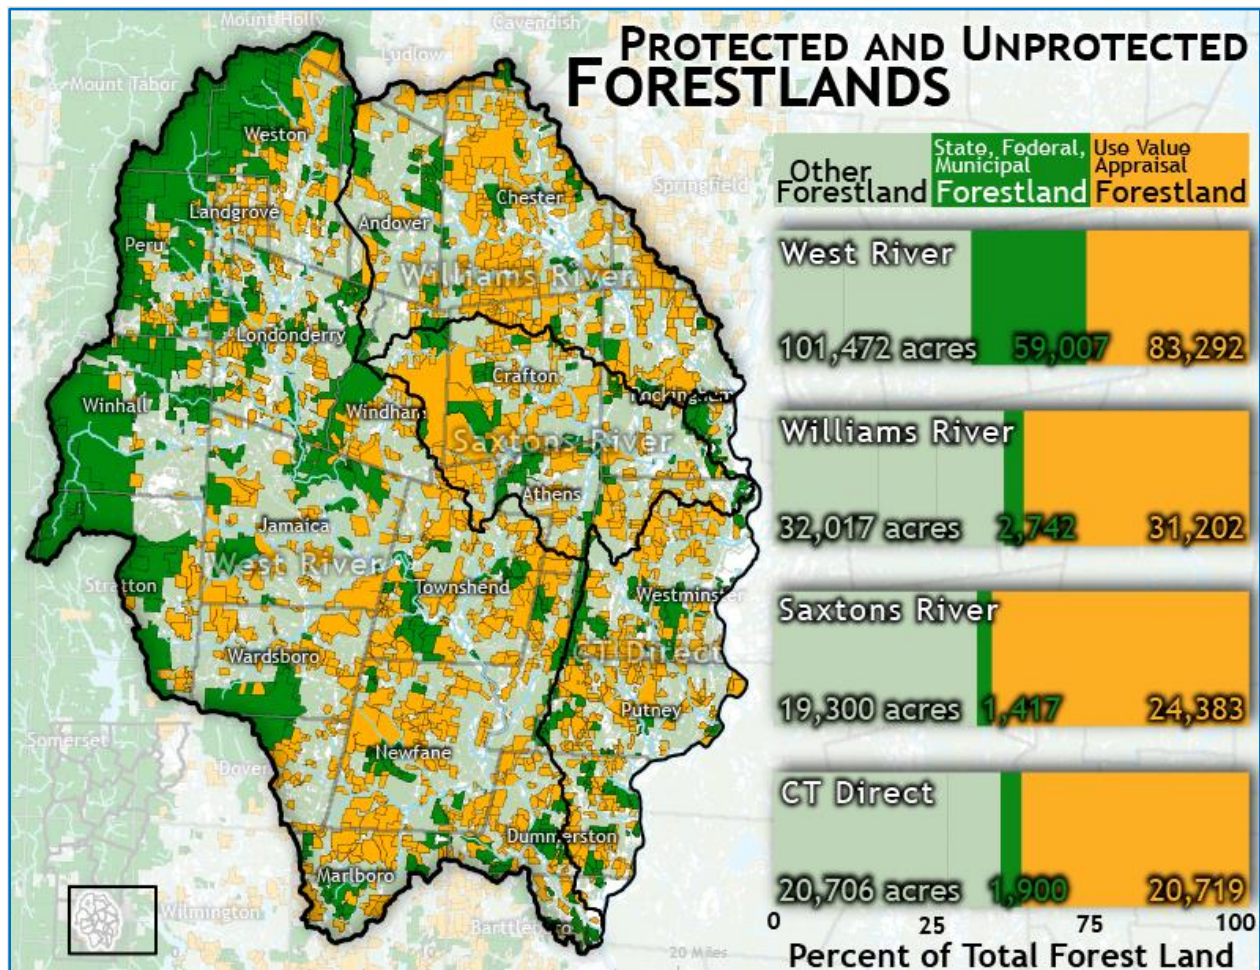 PROTECTED AND UNPROTECTED
FORESTLANDS
Other
Forestland
State, Federal,
Municipal
Forestland
Use Value
Appraisal
Forestland
West River
101,472 acres 59,007 83,292
Williams River
32,017 acres 2,742 31,202
Saxtons River
19,300 acres 1,417 24,383
CT Direct
20,706 acres 1,900 20,719
0 25 75 100
Percent of Total Forest Land
Mount Holly
Cavendish
Ludlow
Mount Tabor
Weston
Springfield
Chester
Landgrove
Andover
Peru
Williams River
Londonderry
Crafton
Winhall
Windham
Rockingham
Saxtons River
Athens
Jamaica
West River
Stratton
Townshend
Westminster
Wardsboro
CT Direct
Putney
Somerset
Newfane
Dover
Dummerston
Marlboro
Wilmington
Barttleboro
0 10 20 Miles